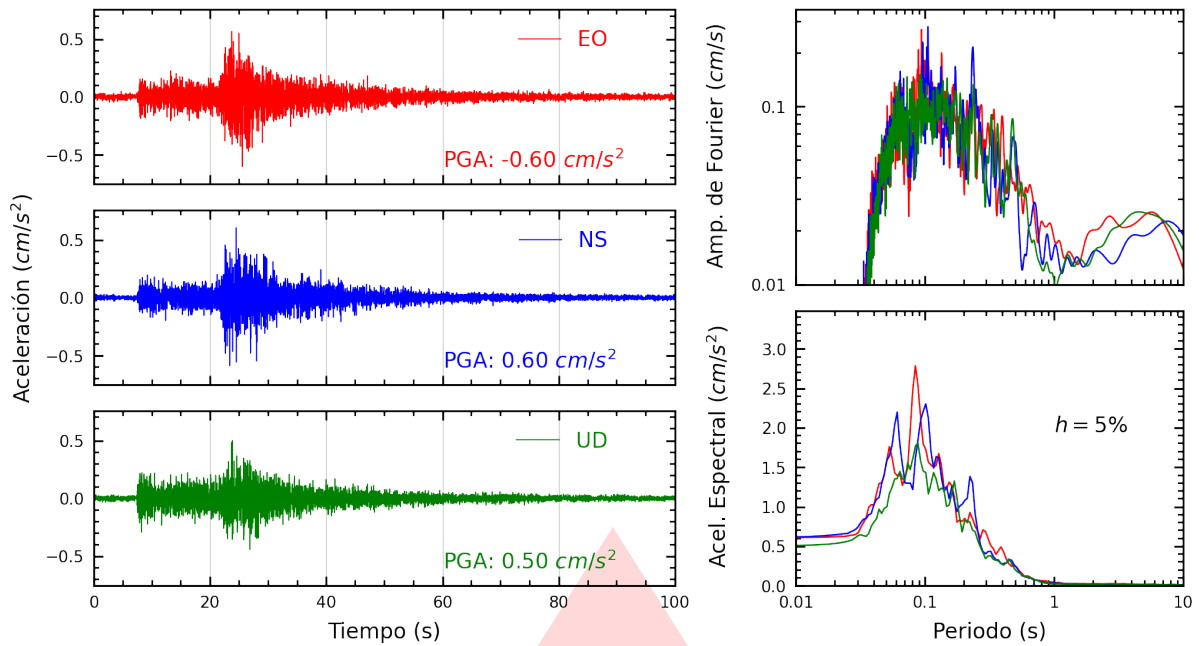 Aceleración (cm/s²)
0.5
0.0
−0.5
EO
PGA: -0.60 cm/s²
0.5
0.0
−0.5
NS
PGA: 0.60 cm/s²
0.5
0.0
−0.5
UD
PGA: 0.50 cm/s²
0 20 40 60 80 100
Tiempo (s)
Amp. de Fourier (cm/s)
0.1
0.01
Acel. Espectral (cm/s²)
3.0
2.5
2.0
1.5
1.0
0.5
0.0
h = 5%
0.01 0.1 1 10
Periodo (s)